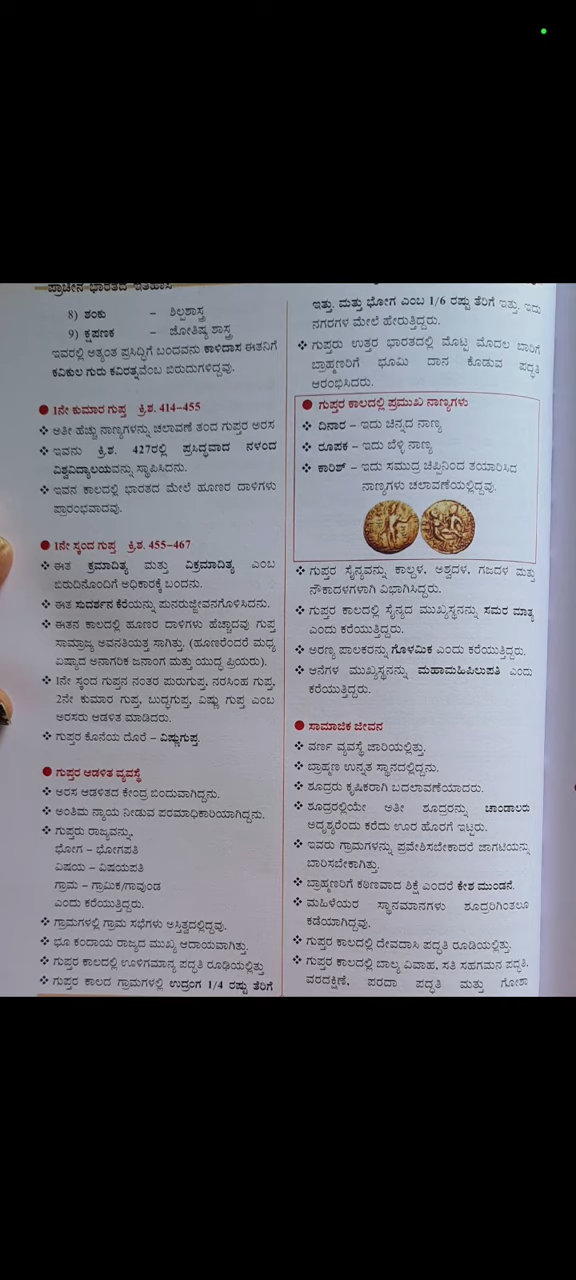 ಪ್ರಾಚೀನ ಭಾರತದ ಇತಿಹಾಸ
8) ಶಂಕು – ಶಿಲ್ಪಶಾಸ್ತ್ರ
9) ಕ್ಷಪಣಕ – ಜೋತಿಷ್ಯ ಶಾಸ್ತ್ರ
ಇವರಲ್ಲಿ ಅತ್ಯಂತ ಪ್ರಸಿದ್ಧಿಗೆ ಬಂದವನು ಕಾಳಿದಾಸ ಈತನಿಗೆ
ಕವಿಕುಲ ಗುರು ಕವಿರತ್ನವೆಂಬ ಬಿರುದುಗಳಿದ್ದವು.
● 1ನೇ ಕುಮಾರ ಗುಪ್ತ ಕ್ರಿ.ಶ. 414–455
❖ ಅತೀ ಹೆಚ್ಚು ನಾಣ್ಯಗಳನ್ನು ಚಲಾವಣೆ ತಂದ ಗುಪ್ತರ ಅರಸ
❖ ಇವನು ಕ್ರಿ.ಶ. 427ರಲ್ಲಿ ಪ್ರಸಿದ್ಧವಾದ ನಳಂದ
ವಿಶ್ವವಿದ್ಯಾಲಯವನ್ನು ಸ್ಥಾಪಿಸಿದನು.
❖ ಇವನ ಕಾಲದಲ್ಲಿ ಭಾರತದ ಮೇಲೆ ಹೂಣರ ದಾಳಿಗಳು
ಪ್ರಾರಂಭವಾದವು.
● 1ನೇ ಸ್ಕಂದ ಗುಪ್ತ ಕ್ರಿ.ಶ. 455–467
❖ ಈತ ಕ್ರಮಾದಿತ್ಯ ಮತ್ತು ವಿಕ್ರಮಾದಿತ್ಯ ಎಂಬ
ಬಿರುದಿನೊಂದಿಗೆ ಅಧಿಕಾರಕ್ಕೆ ಬಂದನು.
❖ ಈತ ಸುದರ್ಶನ ಕೆರೆಯನ್ನು ಪುನರುಜ್ಜೀವನಗೊಳಿಸಿದನು.
❖ ಈತನ ಕಾಲದಲ್ಲಿ ಹೂಣರ ದಾಳಿಗಳು ಹೆಚ್ಚಾದವು ಗುಪ್ತ
ಸಾಮ್ರಾಜ್ಯ ಅವನತಿಯತ್ತ ಸಾಗಿತ್ತು. (ಹೂಣರೆಂದರೆ ಮಧ್ಯ
ಏಷ್ಯಾದ ಅನಾಗರಿಕ ಜನಾಂಗ ಮತ್ತು ಯುದ್ಧ ಪ್ರಿಯರು).
❖ 1ನೇ ಸ್ಕಂದ ಗುಪ್ತನ ನಂತರ ಪುರುಗುಪ್ತ, ನರಸಿಂಹ ಗುಪ್ತ,
2ನೇ ಕುಮಾರ ಗುಪ್ತ, ಬುದ್ಧಗುಪ್ತ, ವಿಷ್ಣು ಗುಪ್ತ ಎಂಬ
ಅರಸರು ಆಡಳಿತ ಮಾಡಿದರು.
❖ ಗುಪ್ತರ ಕೊನೆಯ ದೊರೆ – ವಿಷ್ಣುಗುಪ್ತ.
● ಗುಪ್ತರ ಆಡಳಿತ ವ್ಯವಸ್ಥೆ
❖ ಅರಸ ಆಡಳಿತದ ಕೇಂದ್ರ ಬಿಂದುವಾಗಿದ್ದನು.
❖ ಅಂತಿಮ ನ್ಯಾಯ ನೀಡುವ ಪರಮಾಧಿಕಾರಿಯಾಗಿದ್ದನು.
❖ ಗುಪ್ತರು ರಾಜ್ಯವನ್ನು,
ಭೋಗ – ಭೋಗಪತಿ
ವಿಷಯ – ವಿಷಯಪತಿ
ಗ್ರಾಮ – ಗ್ರಾಮಿಕ/ಗಾವುಂಡ
ಎಂದು ಕರೆಯುತ್ತಿದ್ದರು.
❖ ಗ್ರಾಮಗಳಲ್ಲಿ ಗ್ರಾಮ ಸಭೆಗಳು ಅಸ್ತಿತ್ವದಲ್ಲಿದ್ದವು.
❖ ಭೂ ಕಂದಾಯ ರಾಜ್ಯದ ಮುಖ್ಯ ಆದಾಯವಾಗಿತ್ತು.
❖ ಗುಪ್ತರ ಕಾಲದಲ್ಲಿ ಊಳಿಗಮಾನ್ಯ ಪದ್ಧತಿ ರೂಢಿಯಲ್ಲಿತ್ತು
❖ ಗುಪ್ತರ ಕಾಲದ ಗ್ರಾಮಗಳಲ್ಲಿ ಉದ್ರಂಗ 1/4 ರಷ್ಟು ತೆರಿಗೆ
ಇತ್ತು. ಮತ್ತು ಭೋಗ ಎಂಬ 1/6 ರಷ್ಟು ತೆರಿಗೆ ಇತ್ತು. ಇದು
ನಗರಗಳ ಮೇಲೆ ಹೇರುತ್ತಿದ್ದರು.
❖ ಗುಪ್ತರು ಉತ್ತರ ಭಾರತದಲ್ಲಿ ಮೊಟ್ಟ ಮೊದಲ ಬಾರಿಗೆ
ಬ್ರಾಹ್ಮಣರಿಗೆ ಭೂಮಿ ದಾನ ಕೊಡುವ ಪದ್ಧತಿ
ಆರಂಭಿಸಿದರು.
● ಗುಪ್ತರ ಕಾಲದಲ್ಲಿ ಪ್ರಮುಖ ನಾಣ್ಯಗಳು
❖ ದಿನಾರ – ಇದು ಚಿನ್ನದ ನಾಣ್ಯ
❖ ರೂಪಕ – ಇದು ಬೆಳ್ಳಿ ನಾಣ್ಯ
❖ ಕಾರಿಶ್ – ಇದು ಸಮುದ್ರ ಚಿಪ್ಪಿನಿಂದ ತಯಾರಿಸಿದ
ನಾಣ್ಯಗಳು ಚಲಾವಣೆಯಲ್ಲಿದ್ದವು.
❖ ಗುಪ್ತರ ಸೈನ್ಯವನ್ನು ಕಾಲ್ದಳ, ಅಶ್ವದಳ, ಗಜದಳ ಮತ್ತು
ನೌಕಾದಳಗಳಾಗಿ ವಿಭಾಗಿಸಿದ್ದರು.
❖ ಗುಪ್ತರ ಕಾಲದಲ್ಲಿ ಸೈನ್ಯದ ಮುಖ್ಯಸ್ಥನನ್ನು ಸಮರ ಮಾತ್ಯ
ಎಂದು ಕರೆಯುತ್ತಿದ್ದರು.
❖ ಅರಣ್ಯ ಪಾಲಕರನ್ನು ಗೊಳಮಿಕ ಎಂದು ಕರೆಯುತ್ತಿದ್ದರು.
❖ ಆನೆಗಳ ಮುಖ್ಯಸ್ಥನನ್ನು ಮಹಾಮಹಿಪಿಲುಪತಿ ಎಂದು
ಕರೆಯುತ್ತಿದ್ದರು.
● ಸಾಮಾಜಿಕ ಜೀವನ
❖ ವರ್ಣ ವ್ಯವಸ್ಥೆ ಜಾರಿಯಲ್ಲಿತ್ತು.
❖ ಬ್ರಾಹ್ಮಣ ಉನ್ನತ ಸ್ಥಾನದಲ್ಲಿದ್ದನು.
❖ ಶೂದ್ರರು ಕೃಷಿಕರಾಗಿ ಬದಲಾವಣೆಯಾದರು.
❖ ಶೂದ್ರರಲ್ಲಿಯೇ ಅತೀ ಶೂದ್ರರನ್ನು ಚಾಂಡಾಲರು
ಅದೃಶ್ಯರೆಂದು ಕರೆದು ಊರ ಹೊರಗೆ ಇಟ್ಟರು.
❖ ಇವರು ಗ್ರಾಮಗಳನ್ನು ಪ್ರವೇಶಿಸಬೇಕಾದರೆ ಜಾಗಟಿಯನ್ನು
ಬಾರಿಸಬೇಕಾಗಿತ್ತು.
❖ ಬ್ರಾಹ್ಮಣರಿಗೆ ಕಠಿಣವಾದ ಶಿಕ್ಷೆ ಎಂದರೆ ಕೇಶ ಮುಂಡನೆ.
❖ ಮಹಿಳೆಯರ ಸ್ಥಾನಮಾನಗಳು ಶೂದ್ರರಿಗಿಂತಲೂ
ಕಡೆಯಾಗಿದ್ದವು.
❖ ಗುಪ್ತರ ಕಾಲದಲ್ಲಿ ದೇವದಾಸಿ ಪದ್ಧತಿ ರೂಡಿಯಲ್ಲಿತ್ತು.
❖ ಗುಪ್ತರ ಕಾಲದಲ್ಲಿ ಬಾಲ್ಯ ವಿವಾಹ, ಸತಿ ಸಹಗಮನ ಪದ್ಧತಿ,
ವರದಕ್ಷಿಣೆ, ಪರದಾ ಪದ್ಧತಿ ಮತ್ತು ಗೋಶಾ